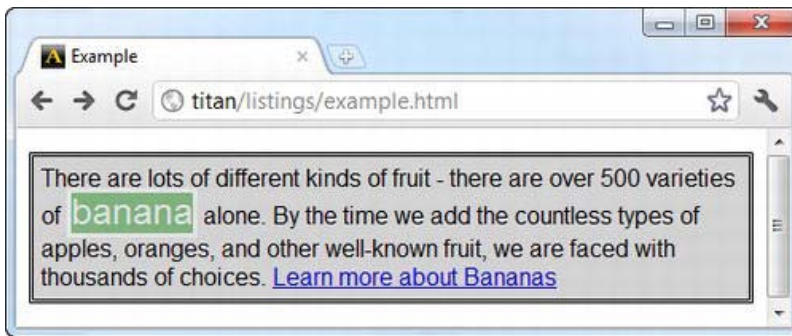 A Example
titan/listings/example.html
There are lots of different kinds of fruit - there are over 500 varieties
of banana alone. By the time we add the countless types of
apples, oranges, and other well-known fruit, we are faced with
thousands of choices. Learn more about Bananas